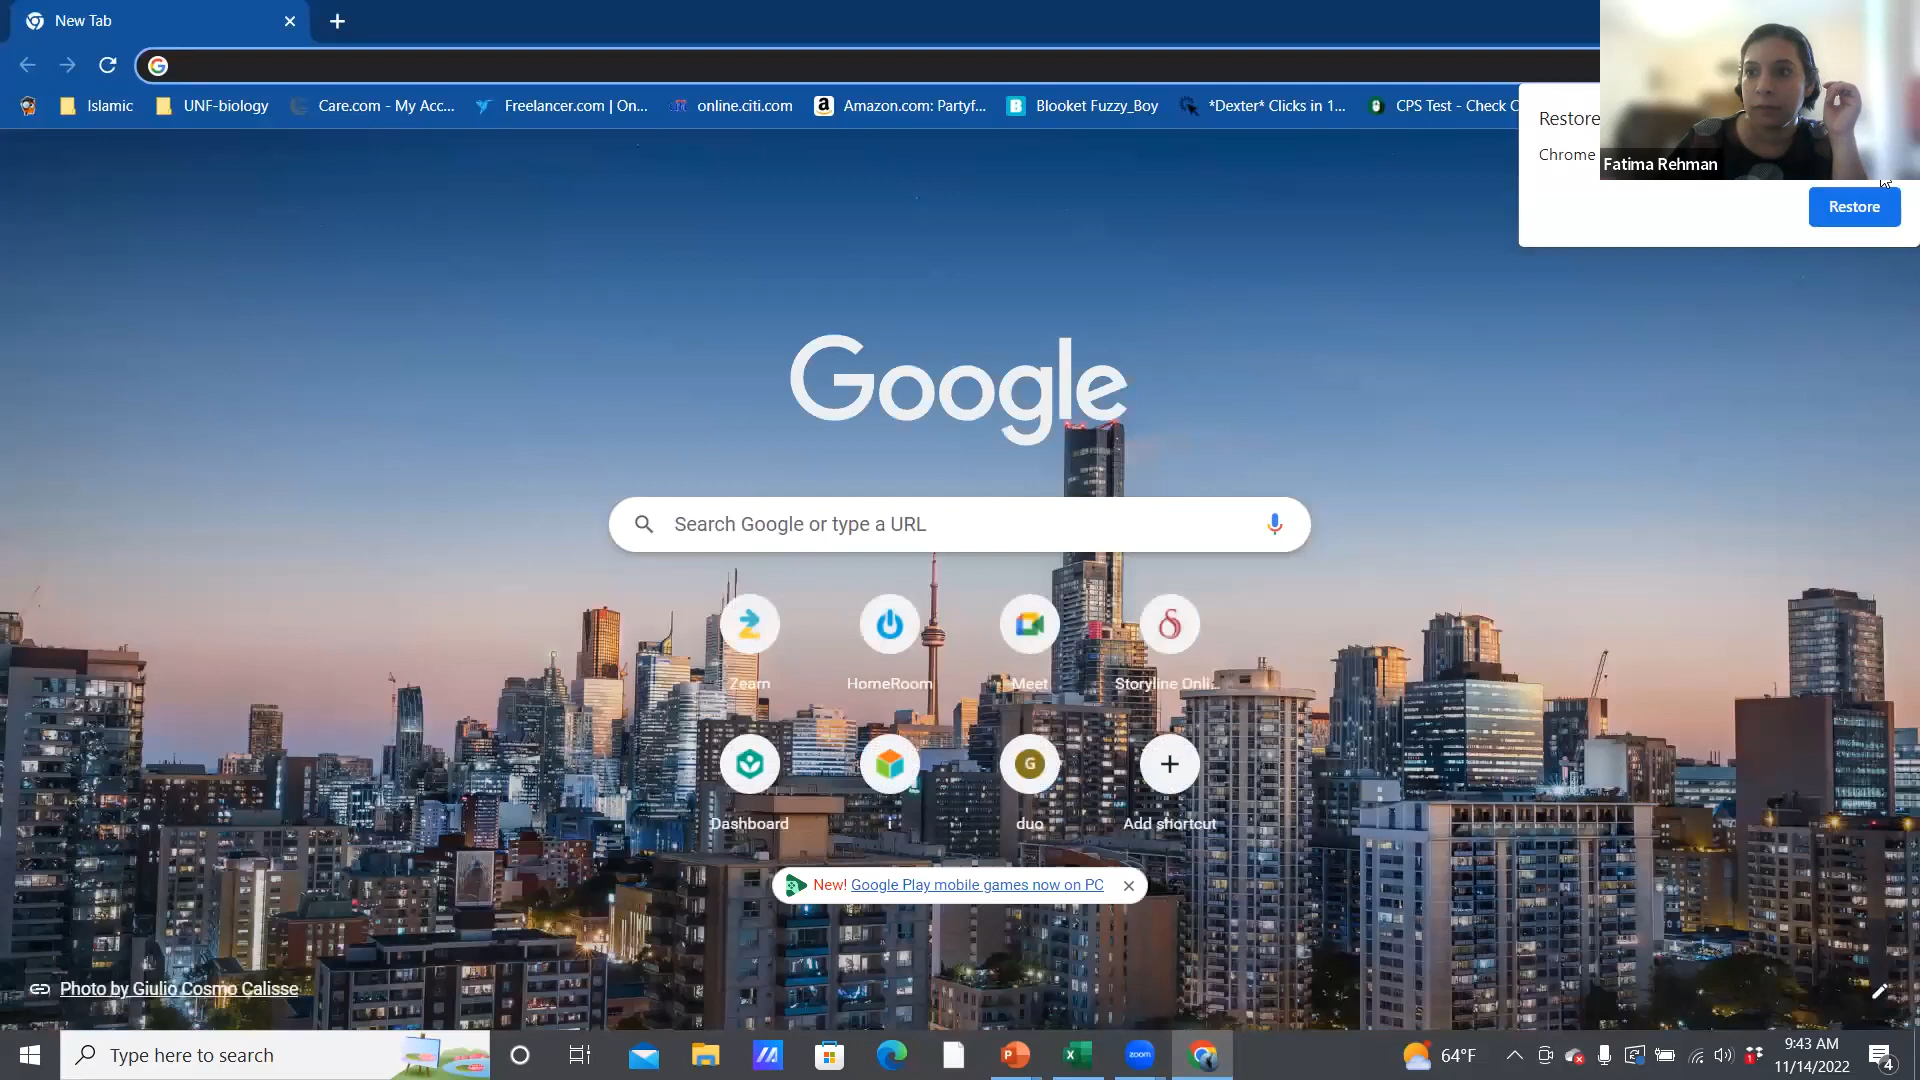 New Tab
Islamic
UNF-biology
Care.com - My Acc...
Freelancer.com | On...
online.citi.com
Amazon.com: Partyf...
Blooket Fuzzy_Boy
*Dexter* Clicks in 1...
CPS Test - Check C
Restore
Chrome
Fatima Rehman
Restore
Google
Search Google or type a URL
Zearn
HomeRoom
Meet
Storyline Onli...
Dashboard
i
duo
Add shortcut
New! Google Play mobile games now on PC
Photo by Giulio Cosmo Calisse
Type here to search
zoom
64°F
9:43 AM
11/14/2022
4